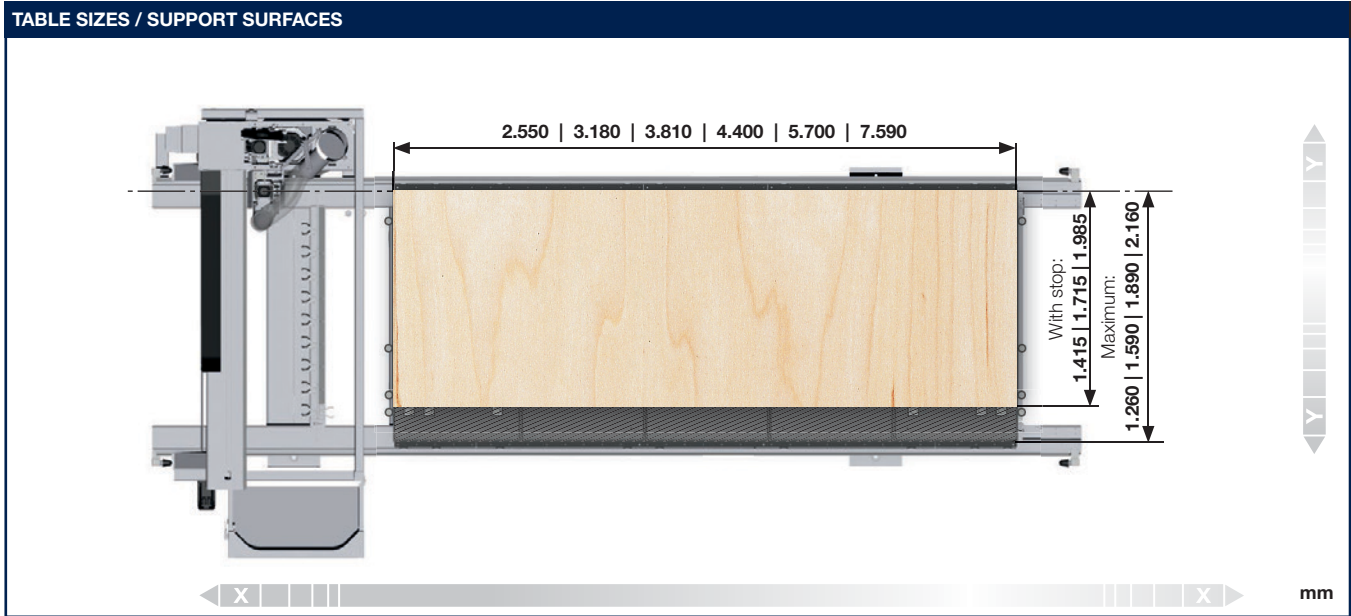 TABLE SIZES / SUPPORT SURFACES
2.550 | 3.180 | 3.810 | 4.400 | 5.700 | 7.590
With stop:
1.415 | 1.715 | 1.985
Maximum:
1.260 | 1.590 | 1.890 | 2.160
Y
Y
X
X
mm